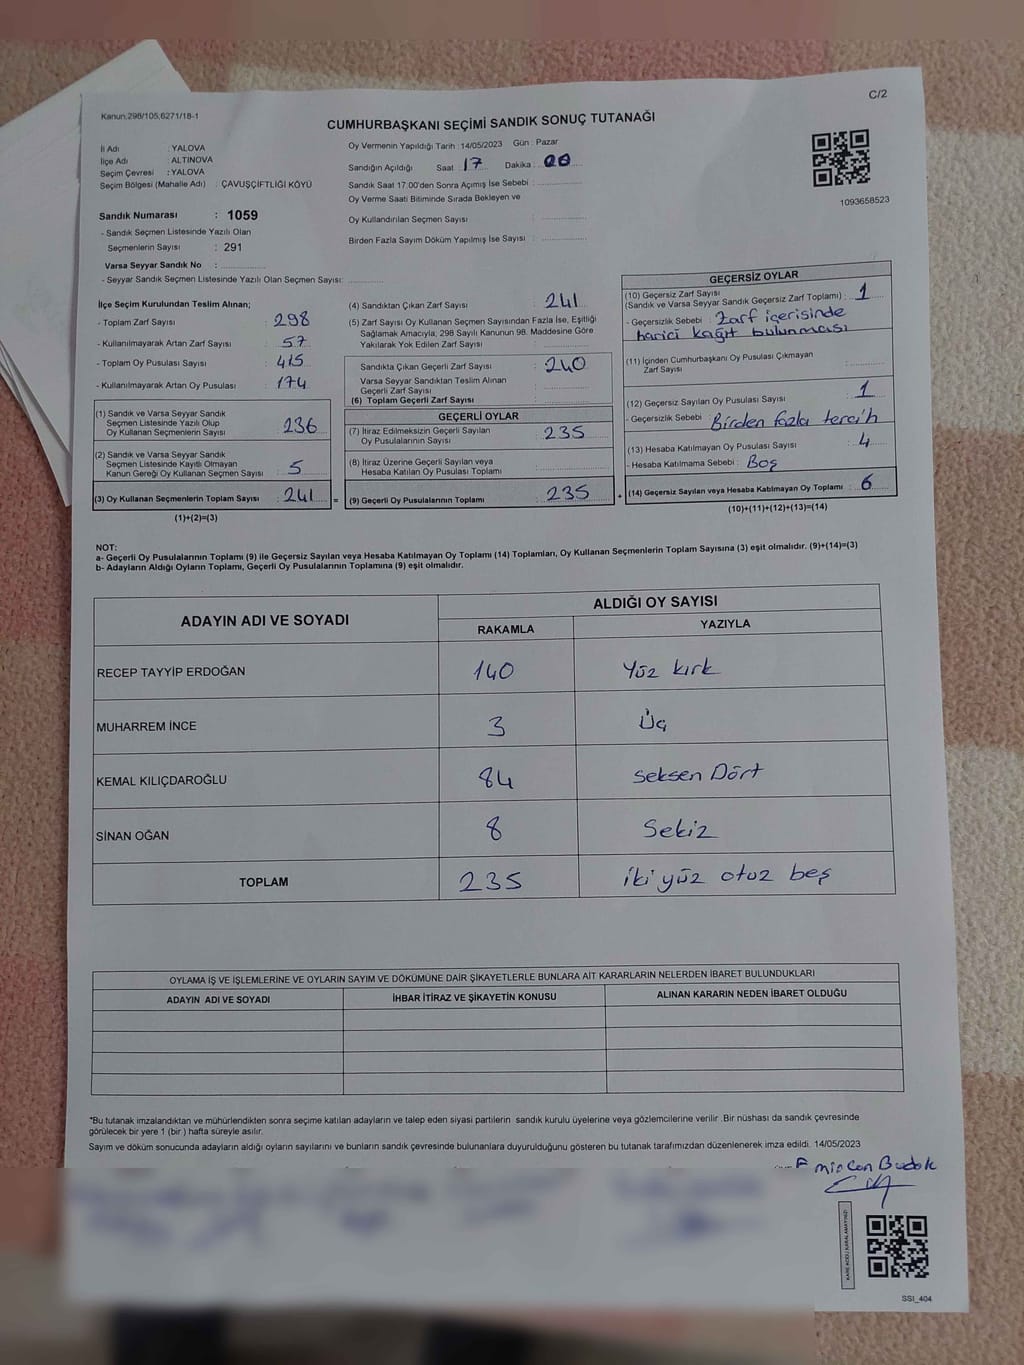 C/2
Kanun,298/105,6271/18-1
CUMHURBAŞKANI SEÇİMİ SANDIK SONUÇ TUTANAĞI
İl Adı : YALOVA
İlçe Adı : ALTINOVA
Seçim Çevresi : YALOVA
Seçim Bölgesi (Mahalle Adı) : ÇAVUŞÇİFTLİĞİ KÖYÜ
Sandık Numarası : 1059
- Sandık Seçmen Listesinde Yazılı Olan
Seçmenlerin Sayısı : 291
Varsa Seyyar Sandık No :
- Seyyar Sandık Seçmen Listesinde Yazılı Olan Seçmen Sayısı:
Oy Vermenin Yapıldığı Tarih : 14/05/2023 Gün : Pazar
Sandığın Açıldığı Saat : 17 Dakika : 00
Sandık Saat 17.00'den Sonra Açımış İse Sebebi :
Oy Verme Saati Bitiminde Sırada Bekleyen ve
Oy Kullandırılan Seçmen Sayısı :
Birden Fazla Sayım Döküm Yapılmış İse Sayısı :
1093658523
İlçe Seçim Kurulundan Teslim Alınan;
- Toplam Zarf Sayısı : 298
- Kullanılmayarak Artan Zarf Sayısı : 57
- Toplam Oy Pusulası Sayısı : 415
- Kullanılmayarak Artan Oy Pusulası : 174
(1) Sandık ve Varsa Seyyar Sandık
Seçmen Listesinde Yazılı Olup
Oy Kullanan Seçmenlerin Sayısı : 236
(2) Sandık ve Varsa Seyyar Sandık
Seçmen Listesinde Kayıtlı Olmayan
Kanun Gereği Oy Kullanan Seçmen Sayısı : 5
(3) Oy Kullanan Seçmenlerin Toplam Sayısı : 241 =
(1)+(2)=(3)
(4) Sandıktan Çıkan Zarf Sayısı : 241
(5) Zarf Sayısı Oy Kullanan Seçmen Sayısından Fazla İse, Eşitliği
Sağlamak Amacıyla, 298 Sayılı Kanunun 98. Maddesine Göre
Yakılarak Yok Edilen Zarf Sayısı :
Sandıkta Çıkan Geçerli Zarf Sayısı : 240
Varsa Seyyar Sandıktan Teslim Alınan
Geçerli Zarf Sayısı :
(6) Toplam Geçerli Zarf Sayısı :
GEÇERLİ OYLAR
(7) İtiraz Edilmeksizin Geçerli Sayılan
Oy Pusulalarının Sayısı : 235
(8) İtiraz Üzerine Geçerli Sayılan veya
Hesaba Katılan Oy Pusulası Toplamı :
(9) Geçerli Oy Pusulalarının Toplamı : 235 +
GEÇERSİZ OYLAR
(10) Geçersiz Zarf Sayısı
(Sandık ve Varsa Seyyar Sandık Geçersiz Zarf Toplamı) : 1
- Geçersizlik Sebebi : Zarf içerisinde
harici kağıt bulunması
(11) İçinden Cumhurbaşkanı Oy Pusulası Çıkmayan
Zarf Sayısı :
(12) Geçersiz Sayılan Oy Pusulası Sayısı : 1
- Geçersizlik Sebebi : Birden fazla tercih
(13) Hesaba Katılmayan Oy Pusulası Sayısı : 4
- Hesaba Katılmama Sebebi : Boş
(14) Geçersiz Sayılan veya Hesaba Katılmayan Oy Toplamı : 6
(10)+(11)+(12)+(13)=(14)
NOT:
a- Geçerli Oy Pusulalarının Toplamı (9) ile Geçersiz Sayılan veya Hesaba Katılmayan Oy Toplamı (14) Toplamları, Oy Kullanan Seçmenlerin Toplam Sayısına (3) eşit olmalıdır. (9)+(14)=(3)
b- Adayların Aldığı Oyların Toplamı, Geçerli Oy Pusulalarının Toplamına (9) eşit olmalıdır.
ADAYIN ADI VE SOYADI
ALDIĞI OY SAYISI
RAKAMLA YAZIYLA
RECEP TAYYİP ERDOĞAN 140 Yüz kırk
MUHARREM İNCE 3 Üç
KEMAL KILIÇDAROĞLU 84 Seksen Dört
SİNAN OĞAN 8 Sekiz
TOPLAM 235 iki yüz otuz beş
OYLAMA İŞ VE İŞLEMLERİNE VE OYLARIN SAYIM VE DÖKÜMÜNE DAİR ŞİKAYETLERLE BUNLARA AİT KARARLARIN NELERDEN İBARET BULUNDUKLARI
ADAYIN ADI VE SOYADI İHBAR İTİRAZ VE ŞİKAYETİN KONUSU ALINAN KARARIN NEDEN İBARET OLDUĞU
*Bu tutanak imzalandıktan ve mühürlendikten sonra seçime katılan adayların ve talep eden siyasi partilerin sandık kurulu üyelerine veya gözlemcilerine verilir .Bir nüshası da sandık çevresinde
görülecek bir yere 1 (bir ) hafta süreyle asılır.
Sayım ve döküm sonucunda adayların aldığı oyların sayılarını ve bunların sandık çevresinde bulunanlara duyurulduğunu gösteren bu tutanak tarafımızdan düzenlenerek imza edildi. 14/05/2023
KARE KODU KARALAMAYINIZ!
SSI_404